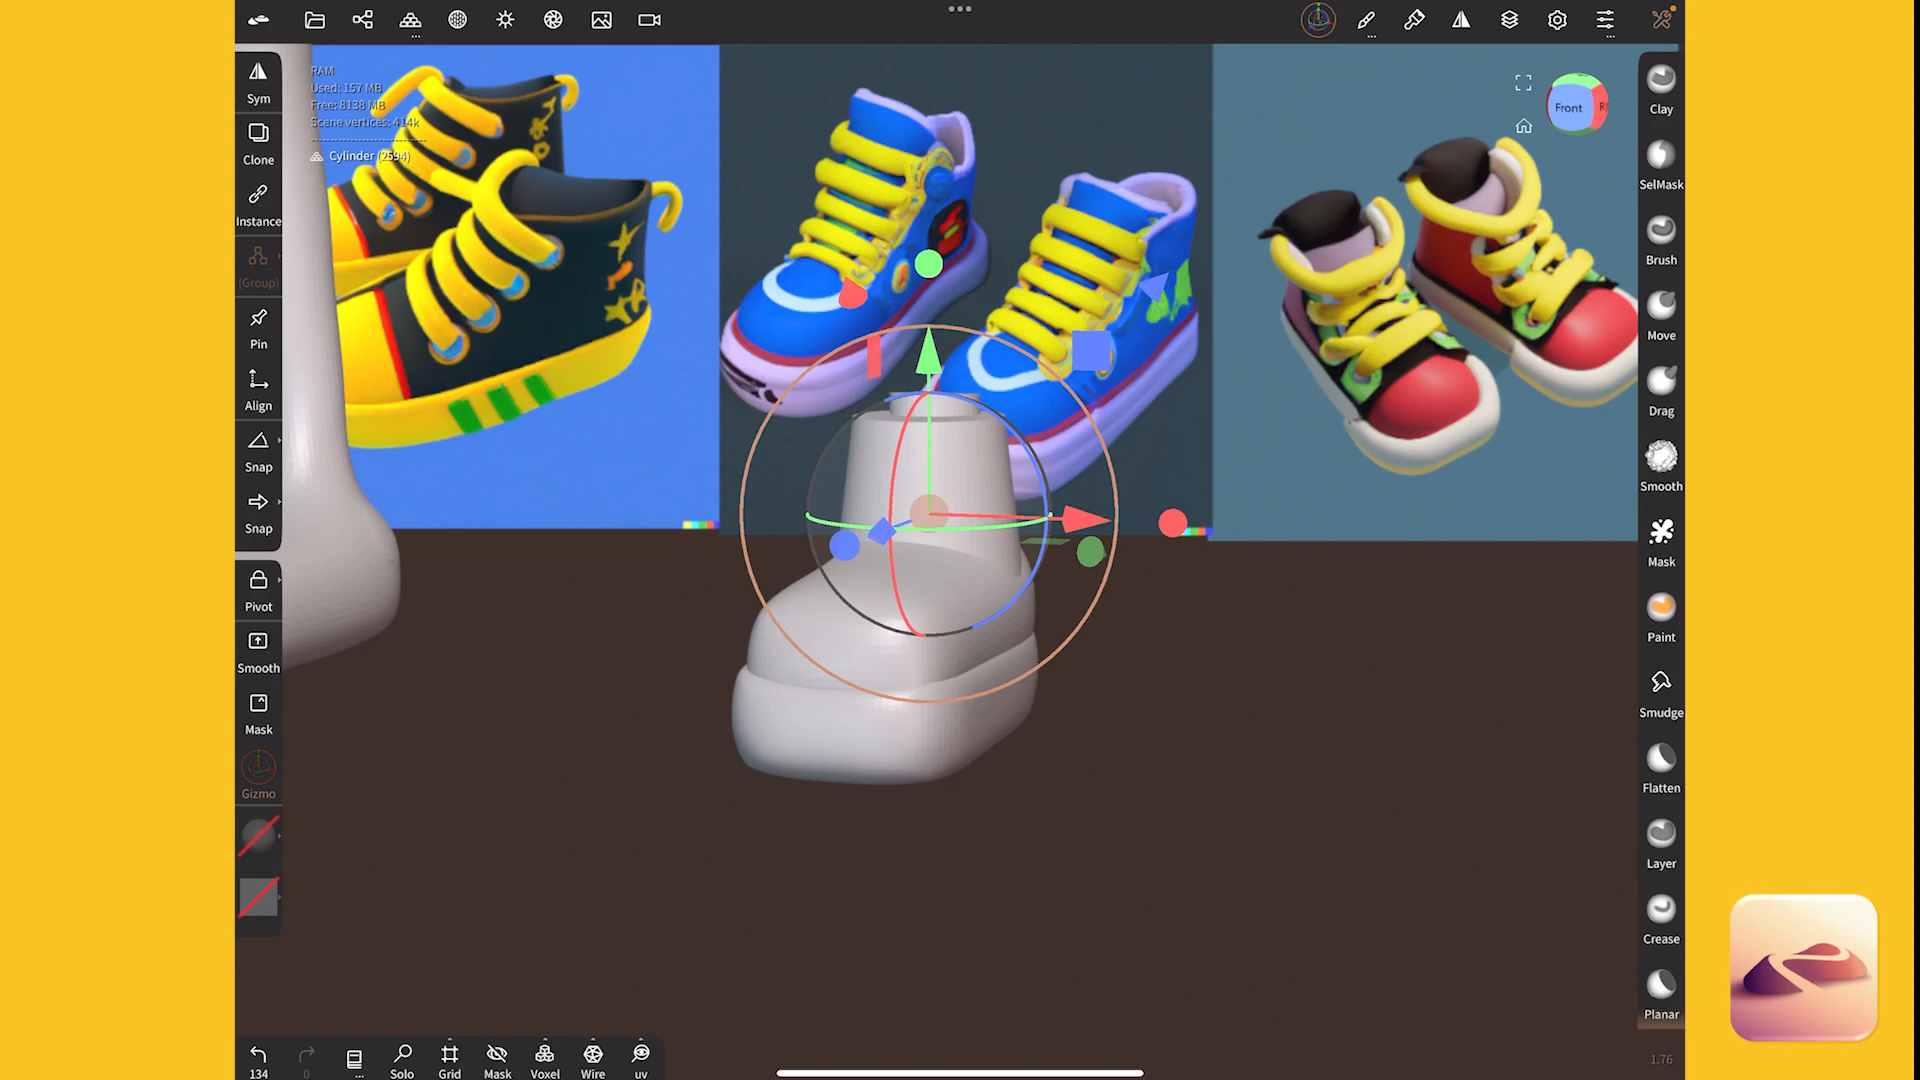 RAM
Used: 157 MB
Free: 8138 MB
Scene vertices: 414k
Cylinder (2594)
Sym
Clone
Instance
(Group)
Pin
Align
Snap
Snap
Pivot
Smooth
Mask
Gizmo
Front
Clay
SelMask
Brush
Move
Drag
Smooth
Mask
Paint
Smudge
Flatten
Layer
Crease
Planar
1.76
134
0
Solo
Grid
Mask
Voxel
Wire
uv